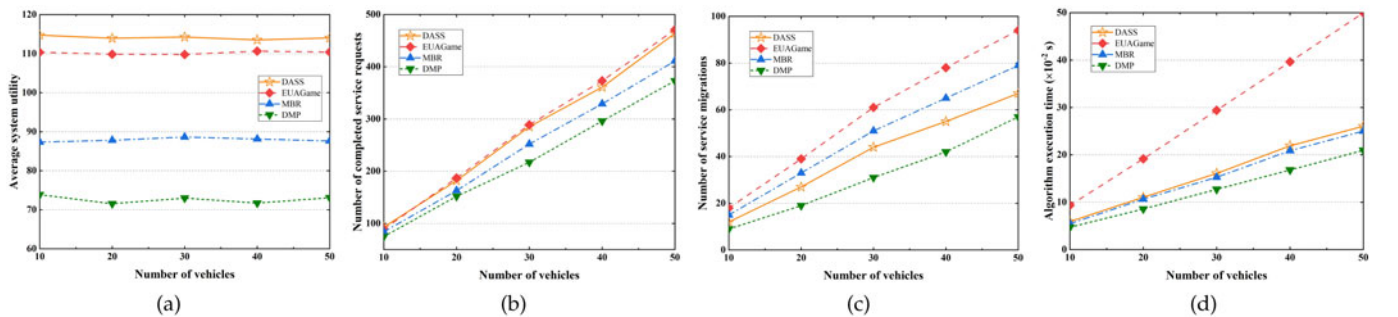 120
110
100
90
80
70
60
Average system utility
DASS
EUAGame
MBR
DMP
10 20 30 40 50
Number of vehicles
(a)
500
400
300
200
100
Number of completed service requests
DASS
EUAGame
MBR
DMP
10 20 30 40 50
Number of vehicles
(b)
100
80
60
40
20
0
Number of service migrations
DASS
EUAGame
MBR
DMP
10 20 30 40 50
Number of vehicles
(c)
50
40
30
20
10
0
Algorithm execution time (×10⁻² s)
DASS
EUAGame
MBR
DMP
10 20 30 40 50
Number of vehicles
(d)